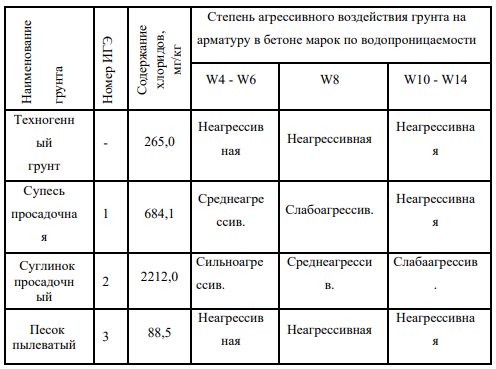 Наименование
грунта
Номер ИГЭ
Содержание
хлоридов,
мг/кг
Степень агрессивного воздействия грунта на
арматуру в бетоне марок по водопроницаемости
W4 - W6
W8
W10 - W14
Техногенн
ый
грунт
-
265,0
Неагрессив
ная
Неагрессивная
Неагрессивна
я
Супесь
просадочна
я
1
684,1
Среднеагре
ссив.
Слабоагрессив.
Неагрессивна
я
Суглинок
просадочн
ый
2
2212,0
Сильноагре
ссив.
Среднеагресси
в.
Слабаагрессив
.
Песок
пылеватый
3
88,5
Неагрессив
ная
Неагрессивная
Неагрессивна
я